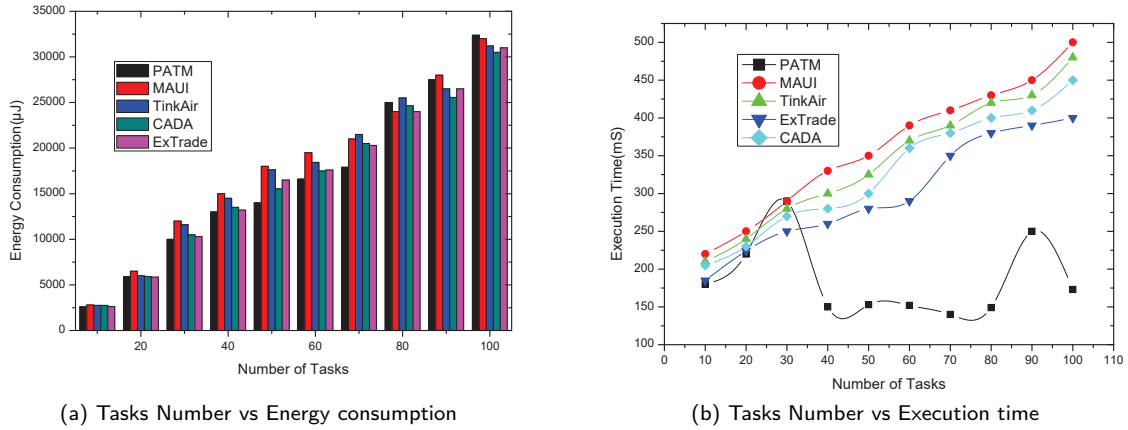 35000
30000
25000
20000
15000
10000
5000
0
Energy Consumption(µJ)
PATM
MAUI
TinkAir
CADA
ExTrade
20 40 60 80 100
Number of Tasks
(a) Tasks Number vs Energy consumption
500
450
400
350
300
250
200
150
100
Execution Time(mS)
PATM
MAUI
TinkAir
ExTrade
CADA
0 10 20 30 40 50 60 70 80 90 100 110
Number of Tasks
(b) Tasks Number vs Execution time